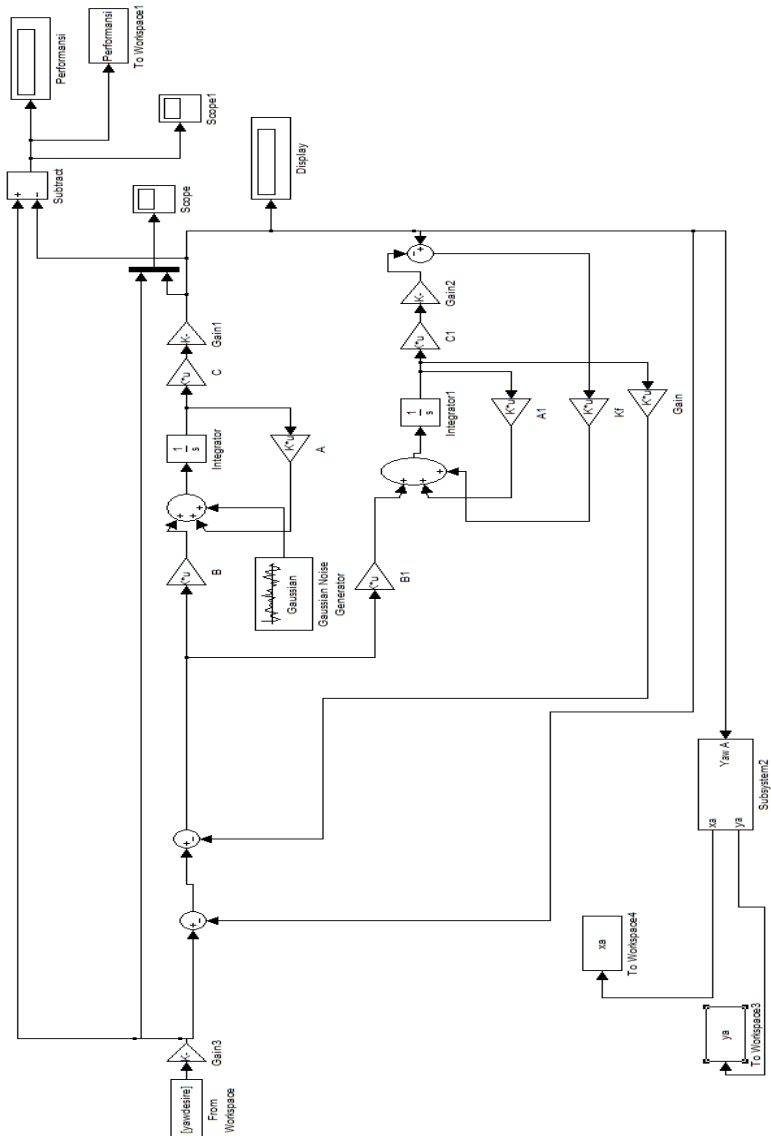 [yawdesire]
From
Workspace
K-
Gain3
+
-
+
-
K*u
B
+
+
+
1
s
Integrator
K*u
A
K*u
C
K-
Gain1
Scope
+
-
Subtract
Scope1
Performansi
Performansi
To Workspace1
Display
Gaussian
Gaussian Noise
Generator
K*u
B1
+
+
+
1
s
Integrator1
K*u
A1
K*u
C1
K-
Gain2
-
+
K*u
Kf
K*u
Gain
Yaw A
xa
ya
Subsystem2
xa
To Workspace4
ya
To Workspace3